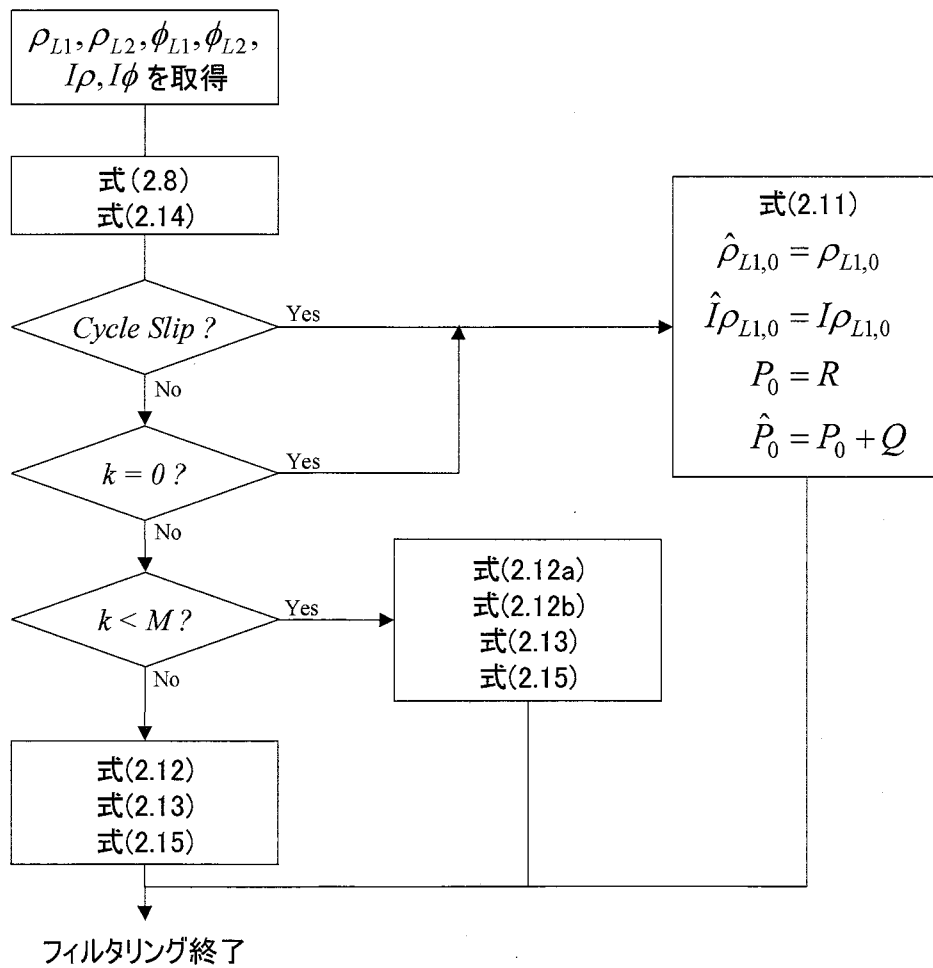 ρ_{L1}, ρ_{L2}, ϕ_{L1}, ϕ_{L2},
Iρ, Iϕ を取得
式(2.8)
式(2.14)
Cycle Slip ?
Yes
No
k = 0 ?
Yes
No
k < M ?
Yes
No
式(2.12)
式(2.13)
式(2.15)
式(2.12a)
式(2.12b)
式(2.13)
式(2.15)
式(2.11)
ρ̂_{L1,0} = ρ_{L1,0}
Îρ_{L1,0} = Iρ_{L1,0}
P_0 = R
P̂_0 = P_0 + Q
フィルタリング終了